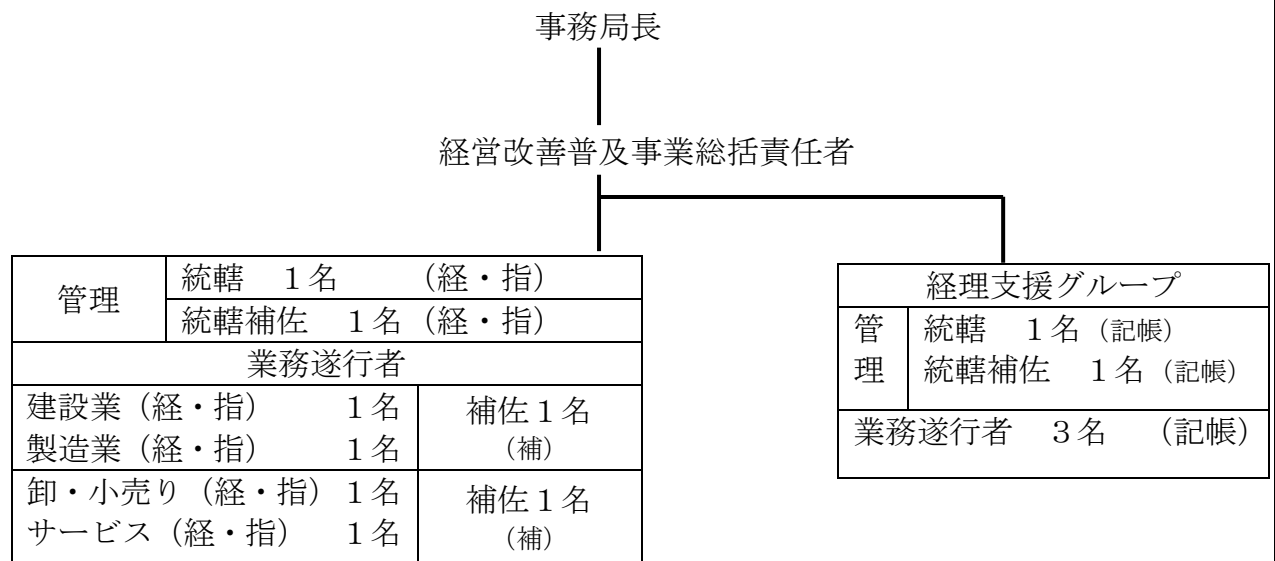 事務局長
経営改善普及事業総括責任者
管理
統轄　１名　　　（経・指）
統轄補佐　１名（経・指）
業務遂行者
建設業（経・指）　　１名
製造業（経・指）　　１名
補佐１名
（補）
卸・小売り（経・指）１名
サービス（経・指）　１名
補佐１名
（補）
経理支援グループ
管
理
統轄　１名（記帳）
統轄補佐　１名（記帳）
業務遂行者　３名　（記帳）